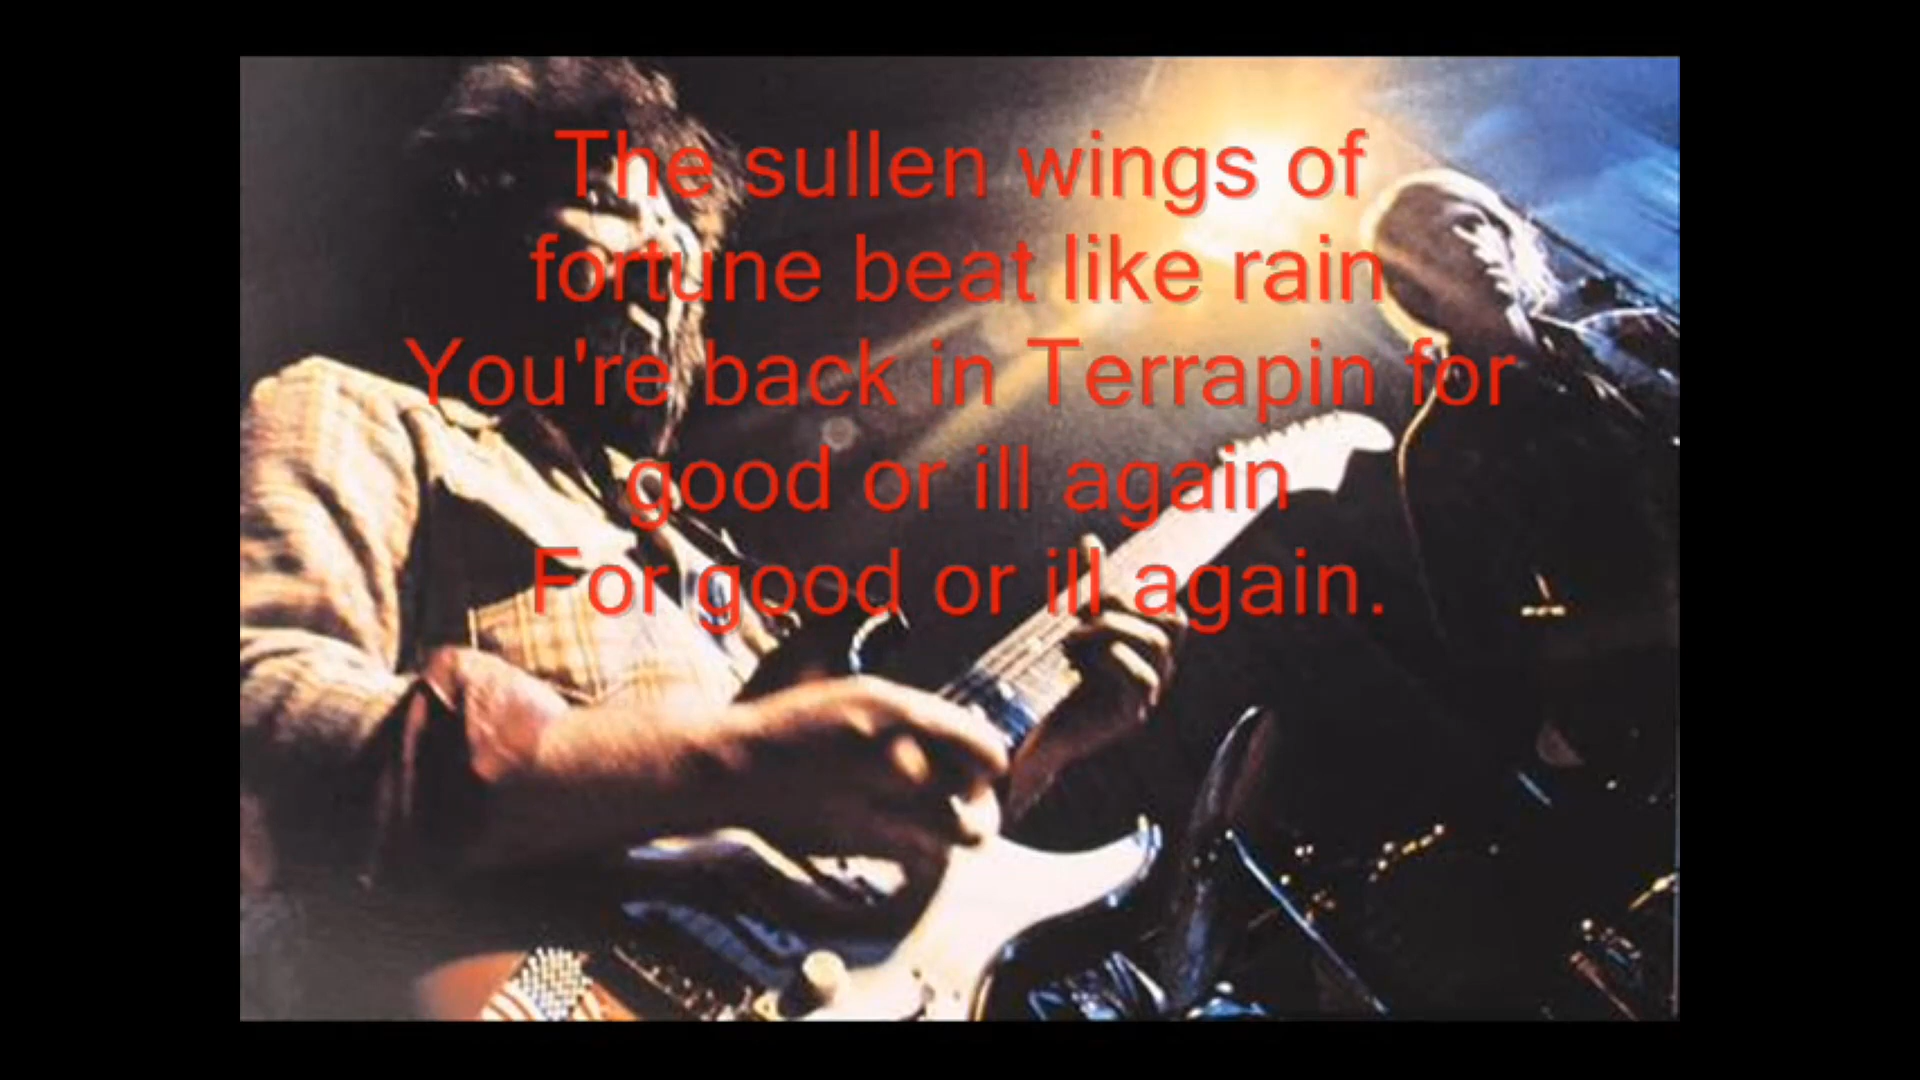 The sullen wings of
fortune beat like rain
You're back in Terrapin for
good or ill again
For good or ill again.